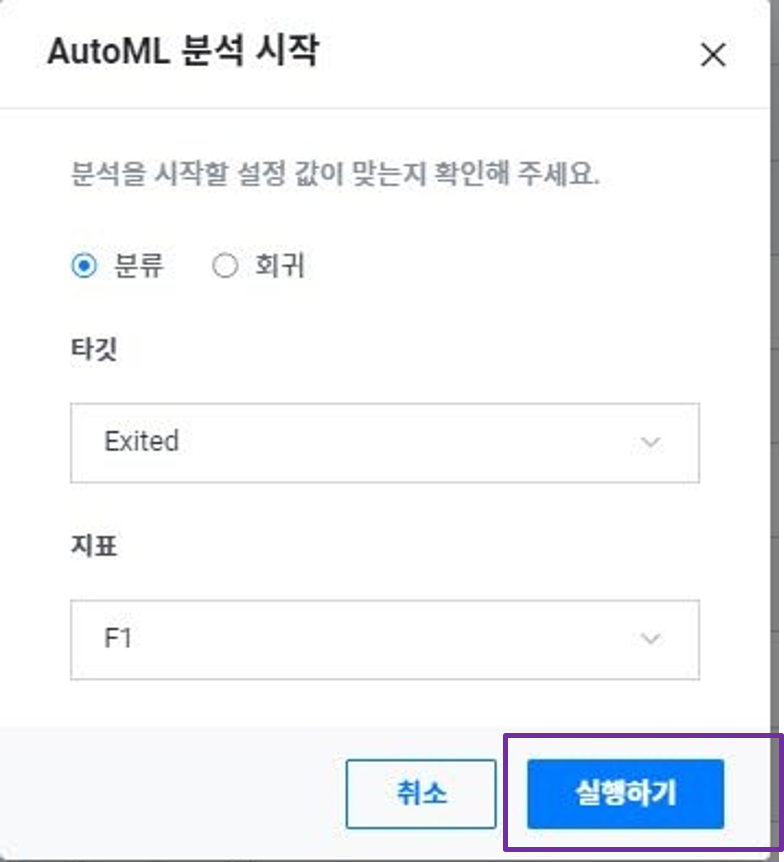 AutoML 분석 시작
분석을 시작할 설정 값이 맞는지 확인해 주세요.
분류 회귀
타깃
Exited
지표
F1
취소 실행하기